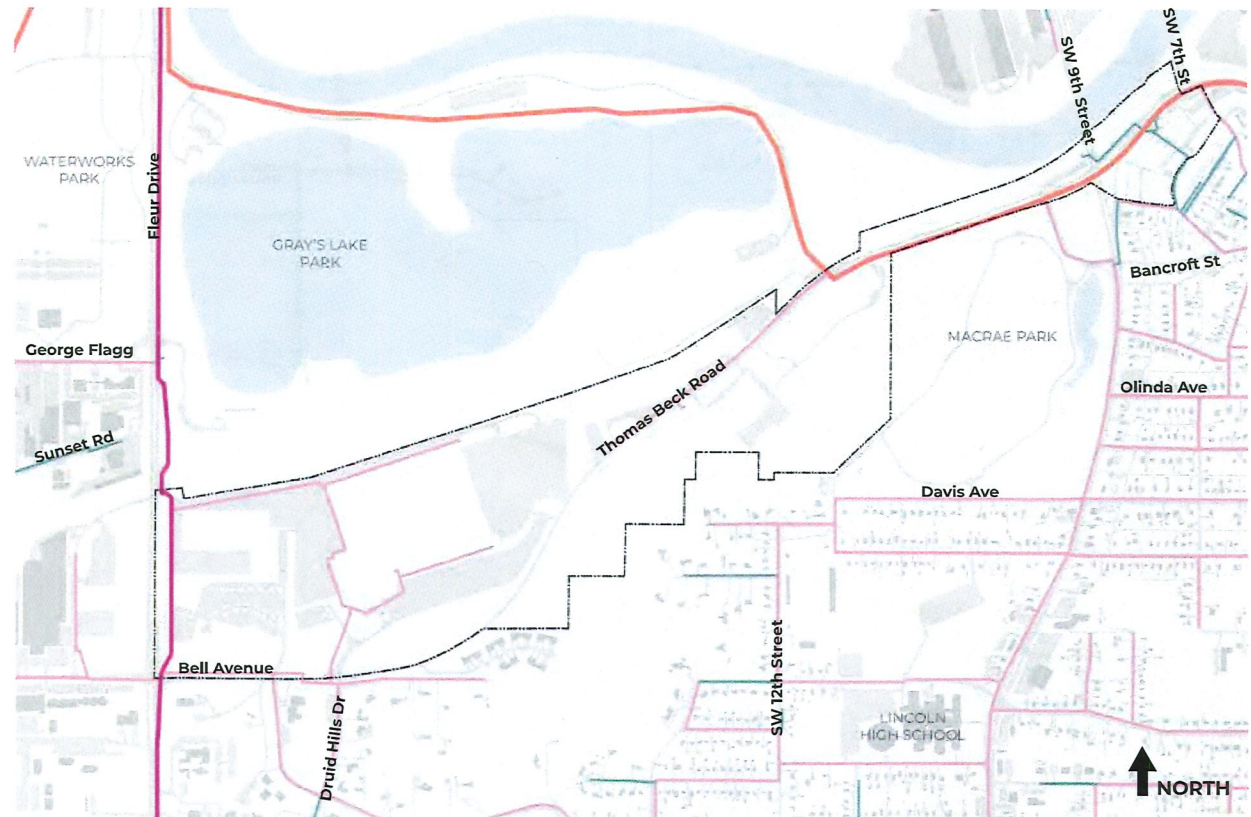 SW 7th St
SW 9th Street
WATERWORKS
PARK
Fleur Drive
GRAY'S LAKE
PARK
Bancroft St
MACRAE PARK
George Flagg
Olinda Ave
Thomas Beck Road
Sunset Rd
Davis Ave
Bell Avenue
SW 12th Street
Druid Hills Dr
LINCOLN
HIGH SCHOOL
NORTH